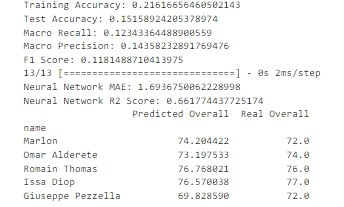 Training Accuracy: 0.21616656460502143
Test Accuracy: 0.15158924205378974
Macro Recall: 0.12343364488900559
Macro Precision: 0.14358232891769476
F1 Score: 0.1181488710413975
13/13 [==============================] - 0s 2ms/step
Neural Network MAE: 1.6936750062228998
Neural Network R2 Score: 0.661774437725174
Predicted Overall Real Overall
name
Marlon 74.204422 72.0
Omar Alderete 73.197533 74.0
Romain Thomas 76.768021 76.0
Issa Diop 76.570038 77.0
Giuseppe Pezzella 69.828590 72.0